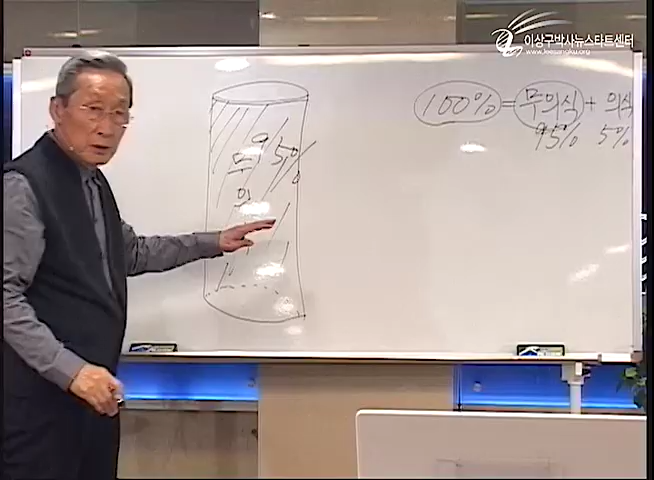 이상구박사뉴스타트센터
www.leesangku.org
100% = 무의식 + 의식
95% 5%
95%
무
의